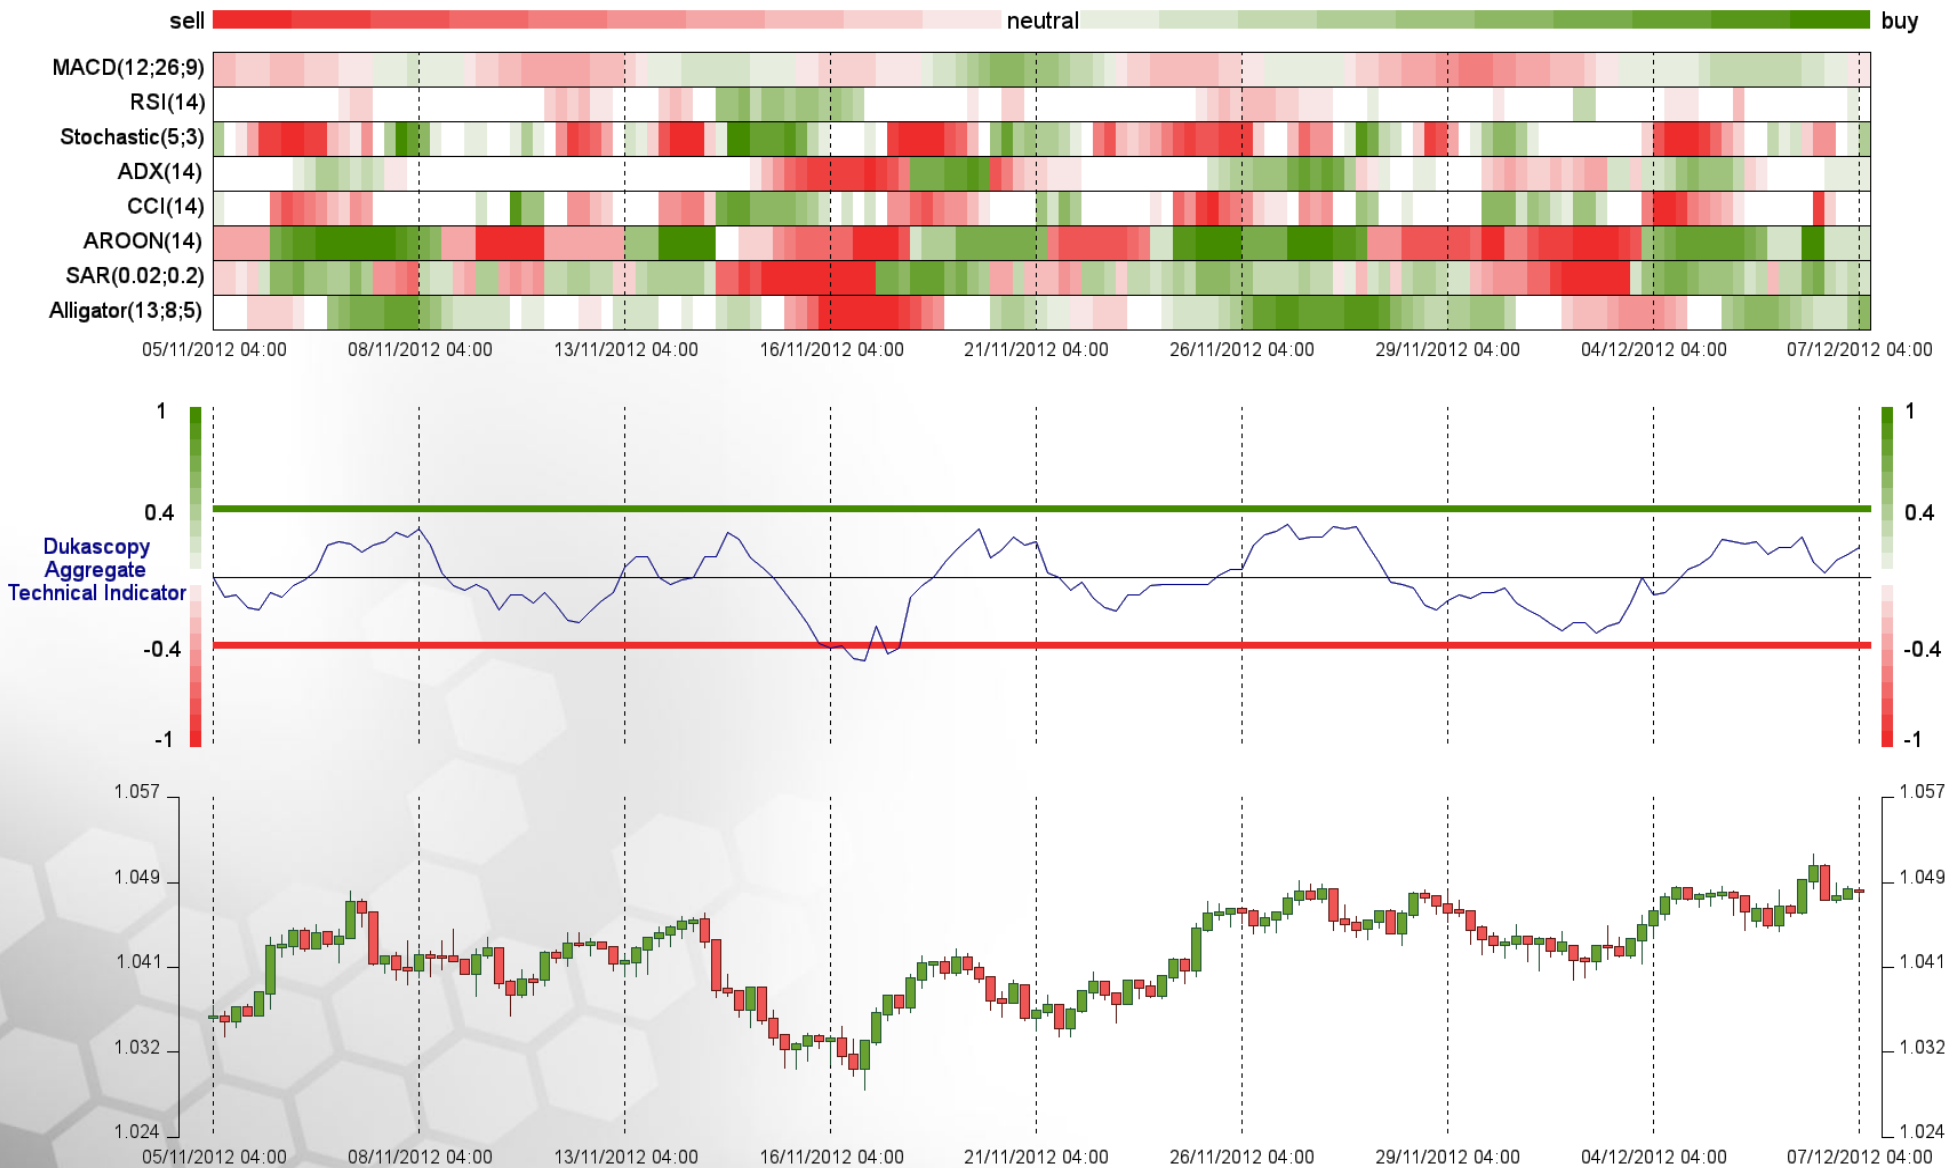 sell neutral buy
MACD(12;26;9)
RSI(14)
Stochastic(5;3)
ADX(14)
CCI(14)
AROON(14)
SAR(0.02;0.2)
Alligator(13;8;5)
05/11/2012 04:00 08/11/2012 04:00 13/11/2012 04:00 16/11/2012 04:00 21/11/2012 04:00 26/11/2012 04:00 29/11/2012 04:00 04/12/2012 04:00 07/12/2012 04:00
1 1
0.4 0.4
Dukascopy
Aggregate
Technical Indicator
-0.4 -0.4
-1 -1
1.057 1.057
1.049 1.049
1.041 1.041
1.032 1.032
1.024 1.024
05/11/2012 04:00 08/11/2012 04:00 13/11/2012 04:00 16/11/2012 04:00 21/11/2012 04:00 26/11/2012 04:00 29/11/2012 04:00 04/12/2012 04:00 07/12/2012 04:00